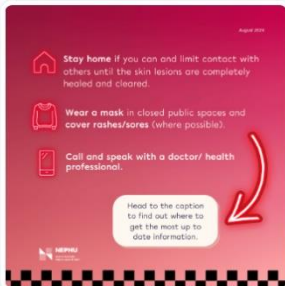 August 2024
Stay home if you can and limit contact with
others until the skin lesions are completely
healed and cleared.
Wear a mask in closed public spaces and
cover rashes/sores (where possible).
Call and speak with a doctor/ health
professional.
Head to the caption
to find out where to
get the most up to
date information.
NEPHU